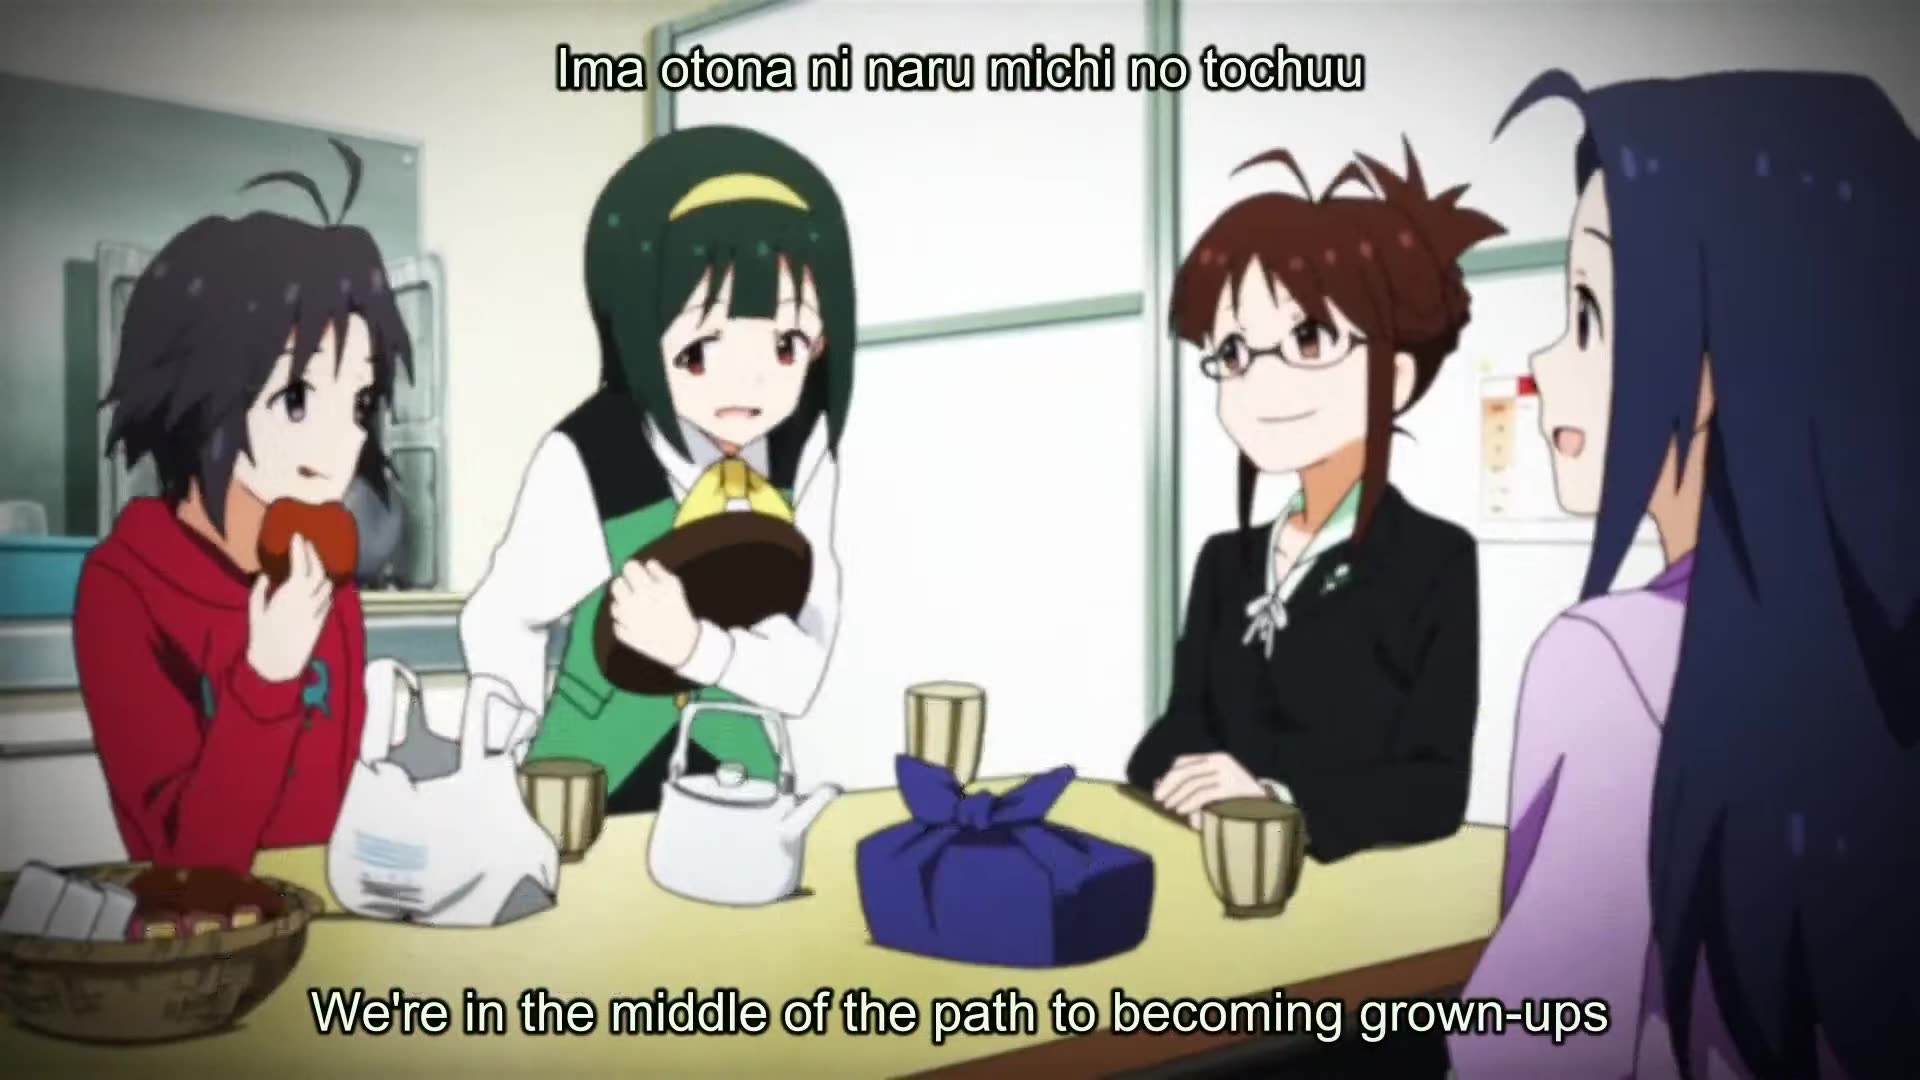 Ima otona ni naru michi no tochuu
We're in the middle of the path to becoming grown-ups